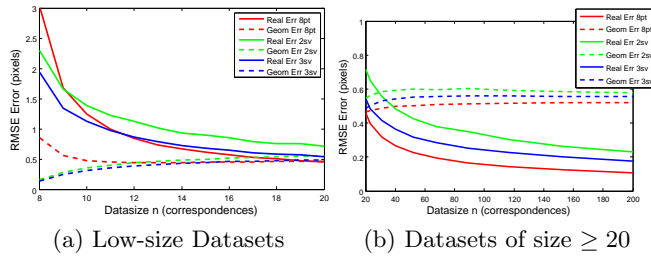 3
2.5
2
1.5
1
0.5
0
8
10
12
14
16
18
20
RMSE Error (pixels)
Datasize n (correspondences)
Real Err 8pt
Geom Err 8pt
Real Err 2sv
Geom Err 2sv
Real Err 3sv
Geom Err 3sv
(a) Low-size Datasets
1
0.8
0.6
0.4
0.2
0
20
40
60
80
100
120
140
160
180
200
RMSE Error (pixels)
Datasize n (correspondences)
Real Err 8pt
Geom Err 8pt
Real Err 2sv
Geom Err 2sv
Real Err 3sv
Geom Err 3sv
(b) Datasets of size ≥ 20